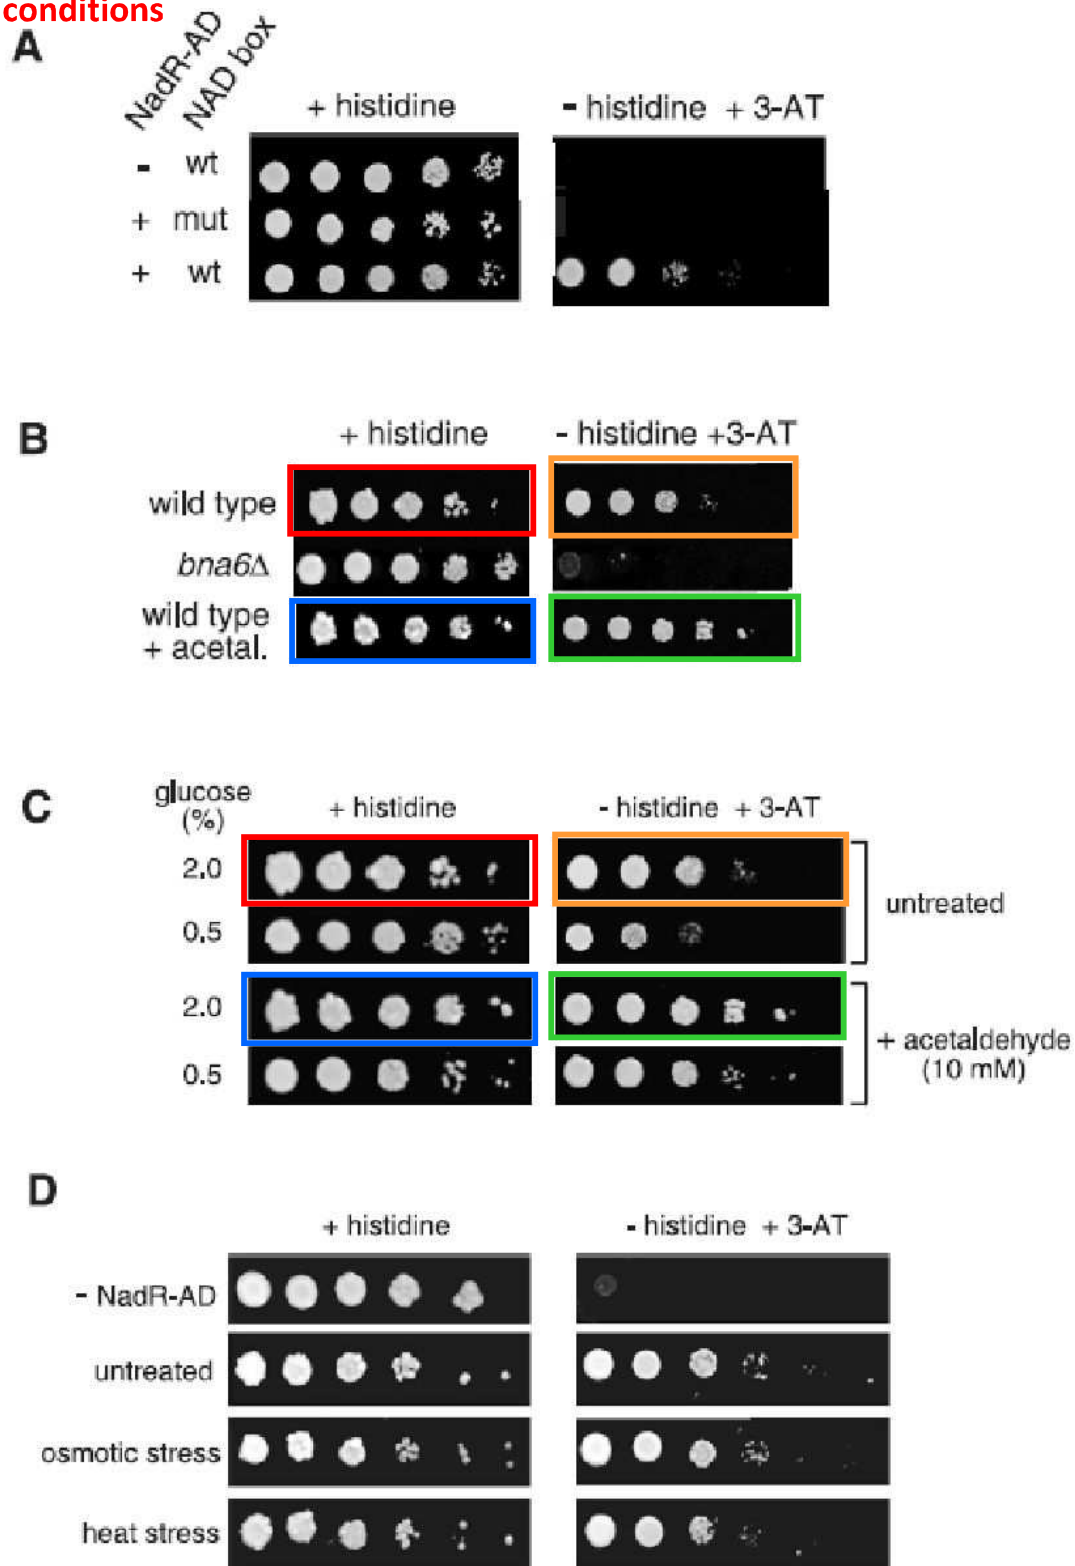 conditions
A
NadR-AD
NAD box
+ histidine
- histidine + 3-AT
- wt
+ mut
+ wt
B
+ histidine
- histidine +3-AT
wild type
bna6Δ
wild type
+ acetal.
C
glucose
(%)
+ histidine
- histidine + 3-AT
2.0
0.5
untreated
2.0
0.5
+ acetaldehyde
(10 mM)
D
+ histidine
- histidine + 3-AT
- NadR-AD
untreated
osmotic stress
heat stress